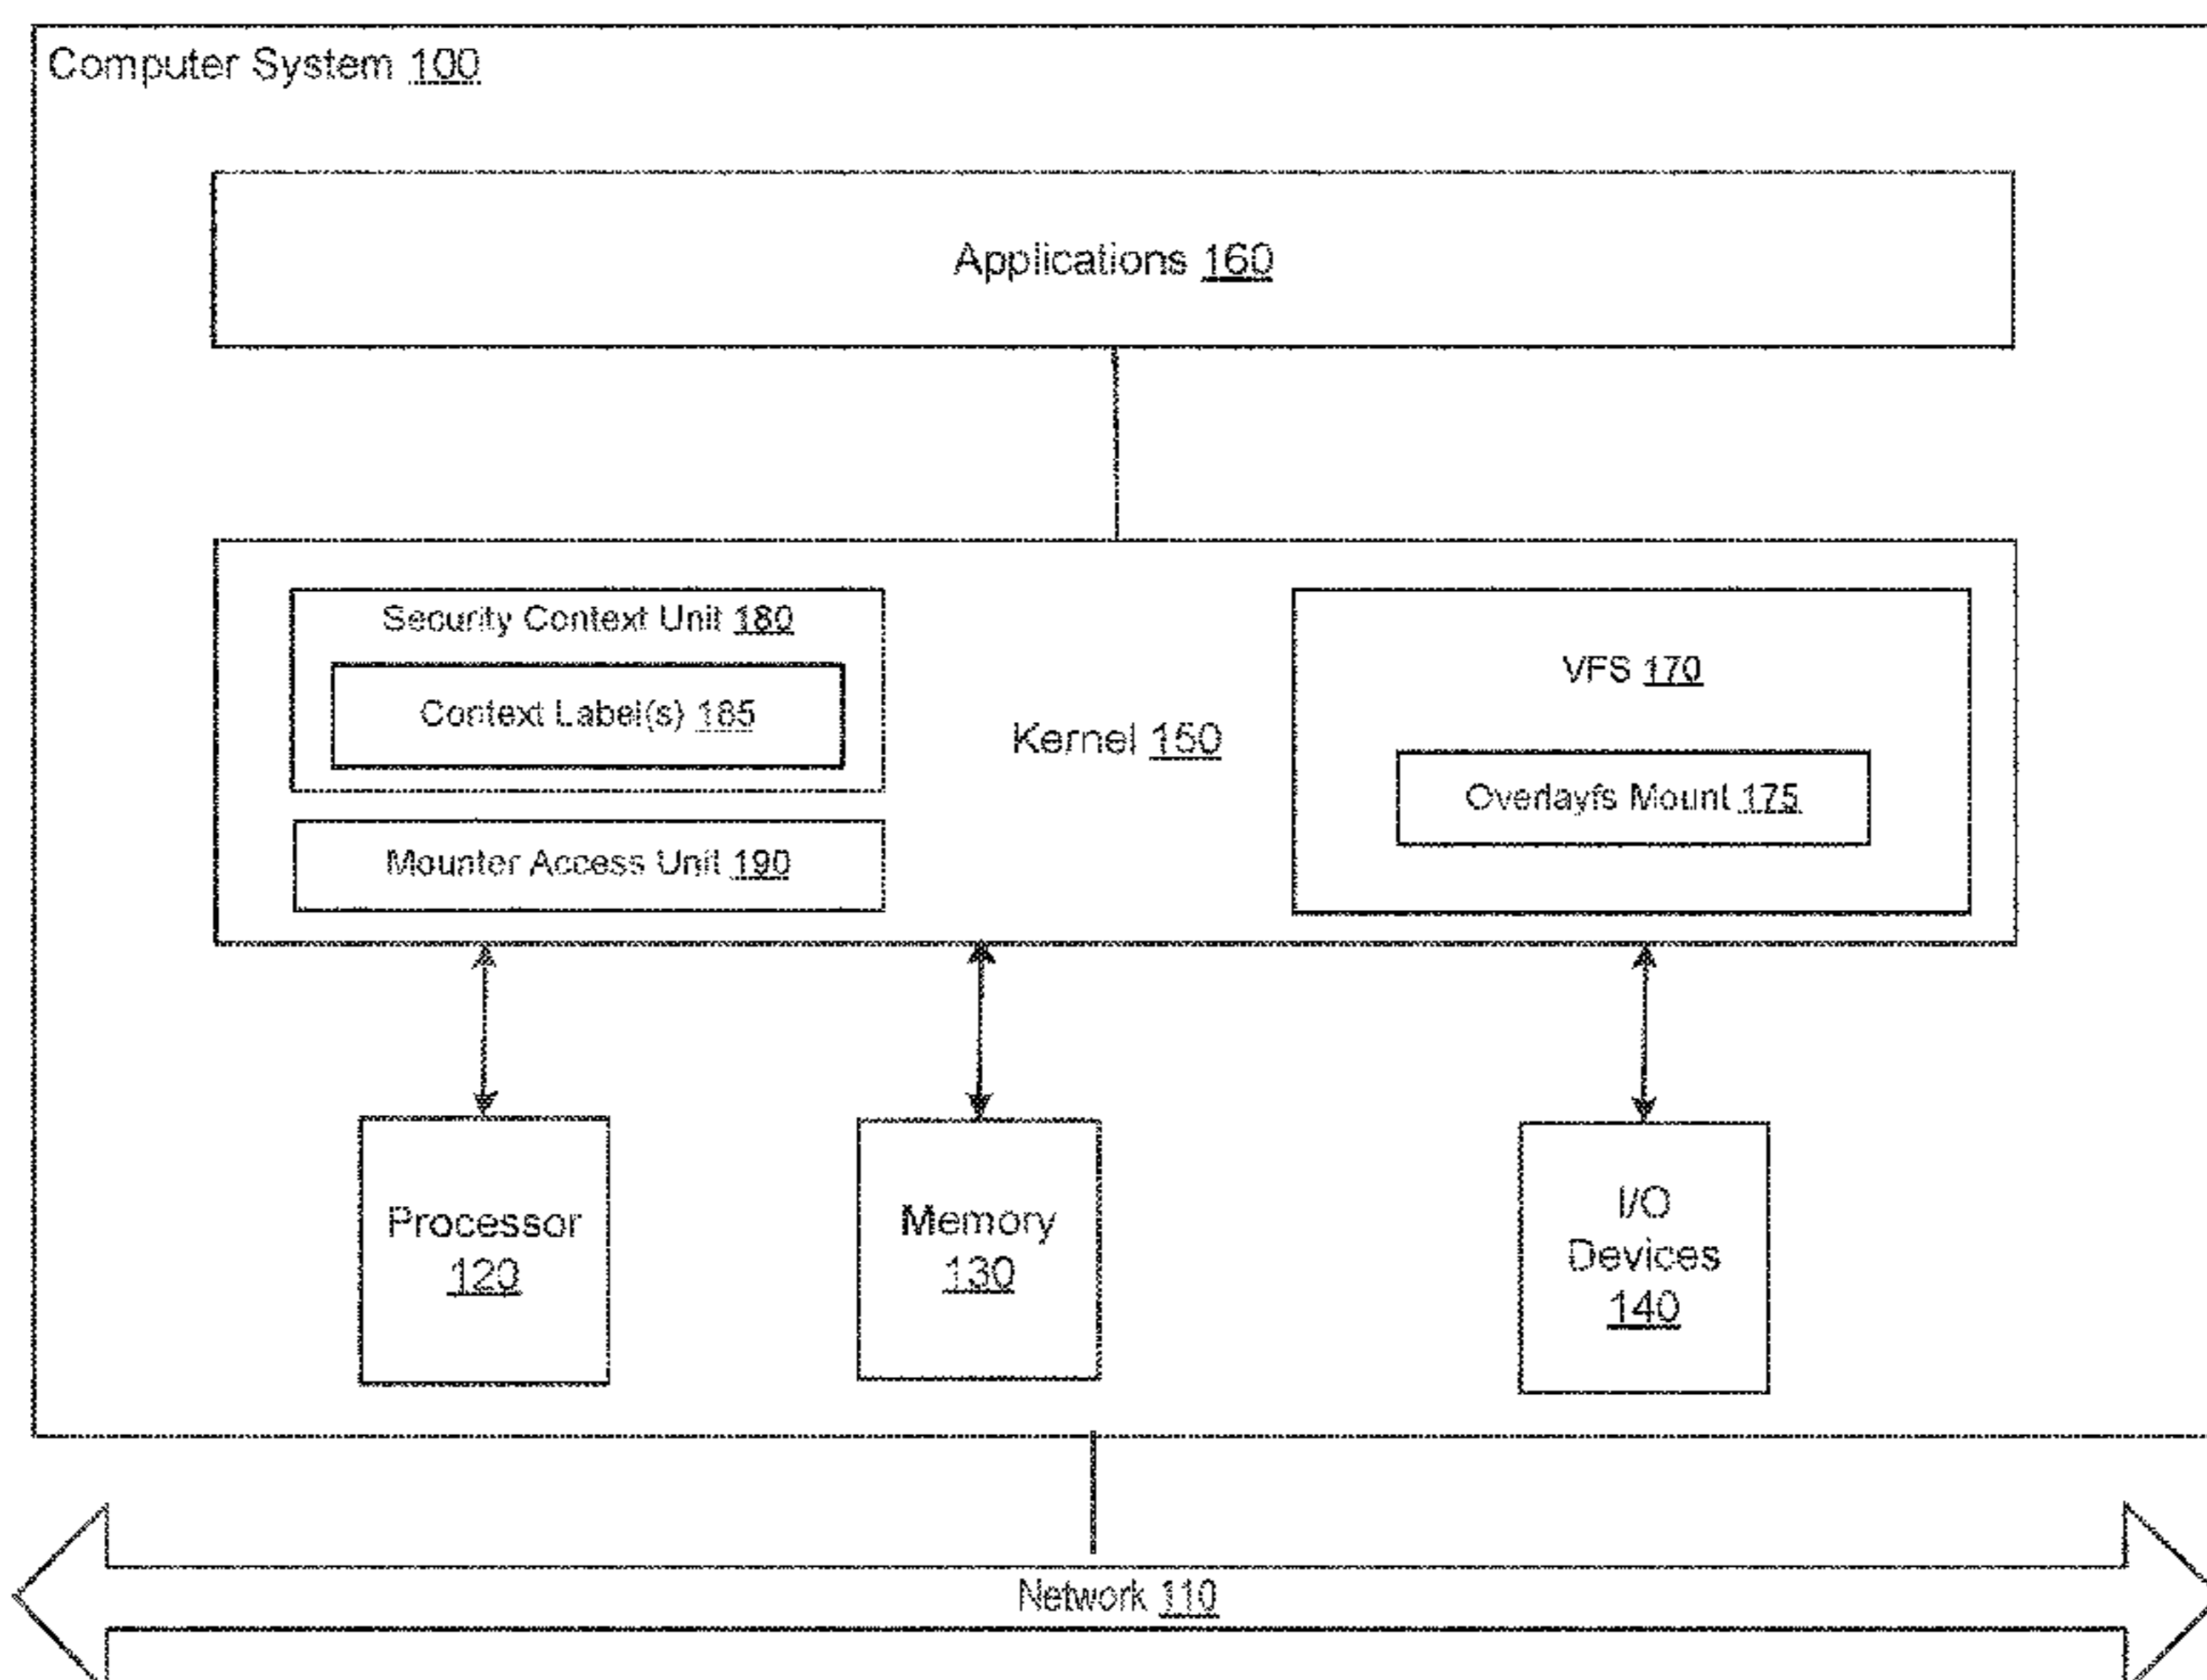 Computer System 100
Applications 160
Security Context Unit 180
Context Label(s) 185
Mounter Access Unit 190
Kernel 150
VFS 170
Overlayfs Mount 175
Processor
120
Memory
130
I/O
Devices
140
Network 110